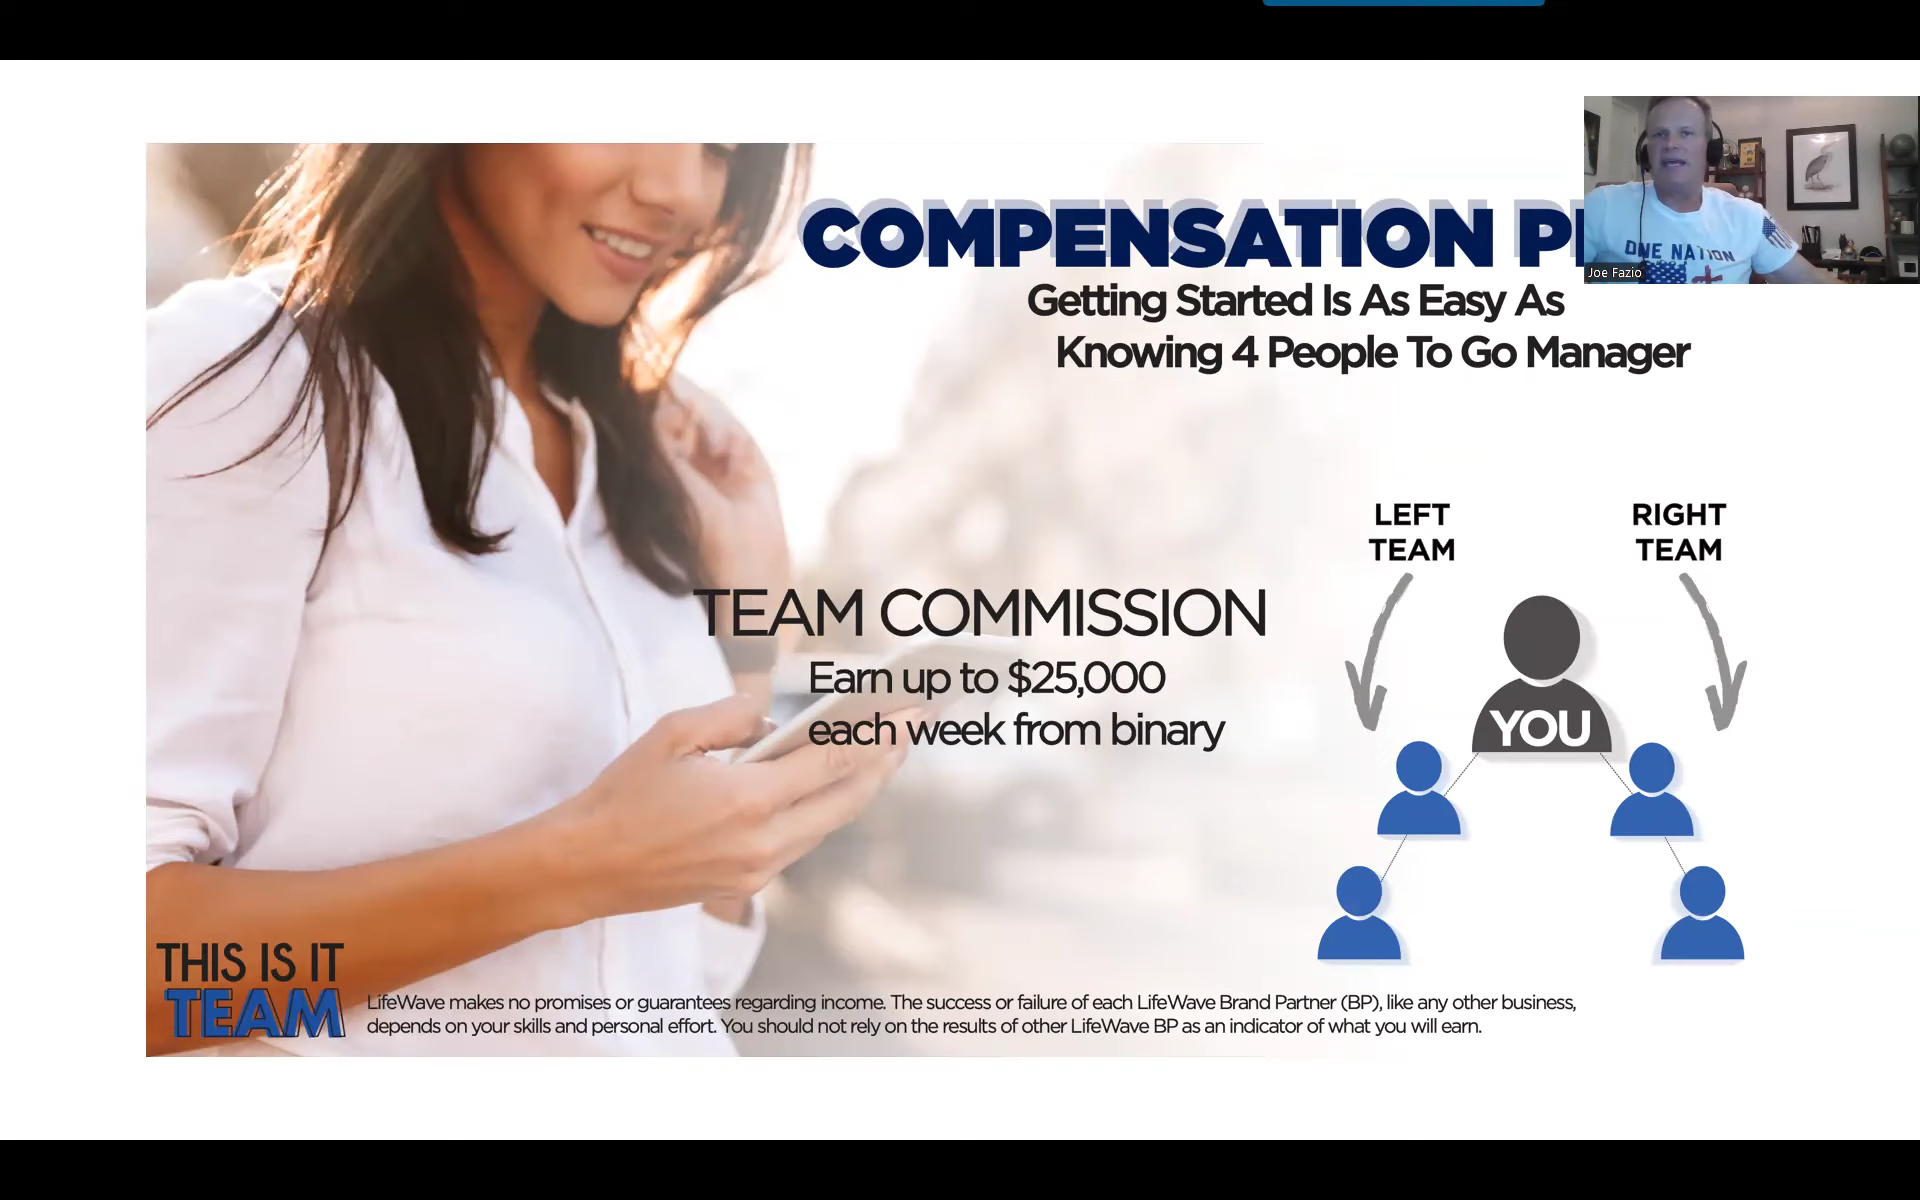 COMPENSATION
Getting Started Is As Easy As
Knowing 4 People To Go Manager
ONE NATION
Joe Fazio
LEFT
TEAM
RIGHT
TEAM
TEAM COMMISSION
Earn up to $25,000
each week from binary
YOU
THIS IS IT
TEAM
LifeWave makes no promises or guarantees regarding income. The success or failure of each LifeWave Brand Partner (BP), like any other business,
depends on your skills and personal effort. You should not rely on the results of other LifeWave BP as an indicator of what you will earn.